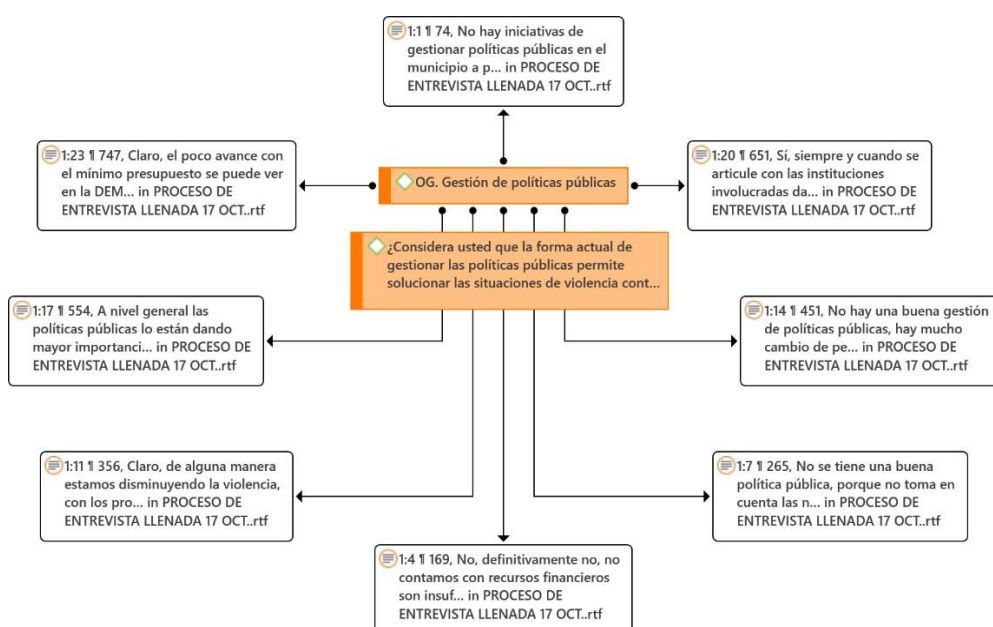 1:1 ¶ 74, No hay iniciativas de
gestionar políticas públicas en el
municipio a p... in PROCESO DE
ENTREVISTA LLENADA 17 OCT..rtf
1:23 ¶ 747, Claro, el poco avance con
el mínimo presupuesto se puede ver
en la DEM... in PROCESO DE
ENTREVISTA LLENADA 17 OCT..rtf
OG. Gestión de políticas públicas
1:20 ¶ 651, Sí, siempre y cuando se
articule con las instituciones
involucradas da... in PROCESO DE
ENTREVISTA LLENADA 17 OCT..rtf
¿Considera usted que la forma actual de
gestionar las políticas públicas permite
solucionar las situaciones de violencia cont...
1:17 ¶ 554, A nivel general las
políticas públicas lo están dando
mayor importanci... in PROCESO DE
ENTREVISTA LLENADA 17 OCT..rtf
1:14 ¶ 451, No hay una buena gestión
de políticas públicas, hay mucho
cambio de pe... in PROCESO DE
ENTREVISTA LLENADA 17 OCT..rtf
1:11 ¶ 356, Claro, de alguna manera
estamos disminuyendo la violencia,
con los pro... in PROCESO DE
ENTREVISTA LLENADA 17 OCT..rtf
1:7 ¶ 265, No se tiene una buena
política pública, porque no toma en
cuenta las n... in PROCESO DE
ENTREVISTA LLENADA 17 OCT..rtf
1:4 ¶ 169, No, definitivamente no, no
contamos con recursos financieros
son insuf... in PROCESO DE
ENTREVISTA LLENADA 17 OCT..rtf